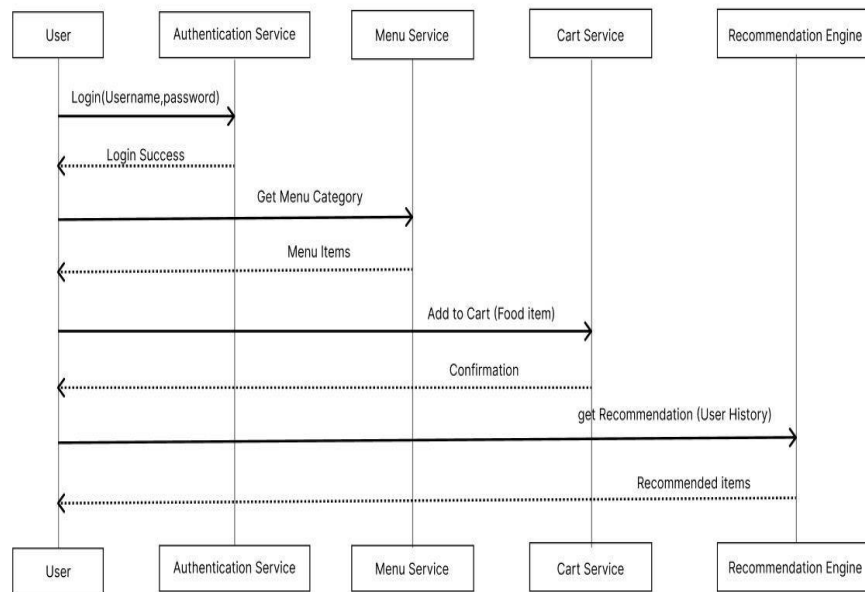 User
Authentication Service
Menu Service
Cart Service
Recommendation Engine
Login(Username,password)
Login Success
Get Menu Category
Menu Items
Add to Cart (Food item)
Confirmation
get Recommendation (User History)
Recommended items
User
Authentication Service
Menu Service
Cart Service
Recommendation Engine